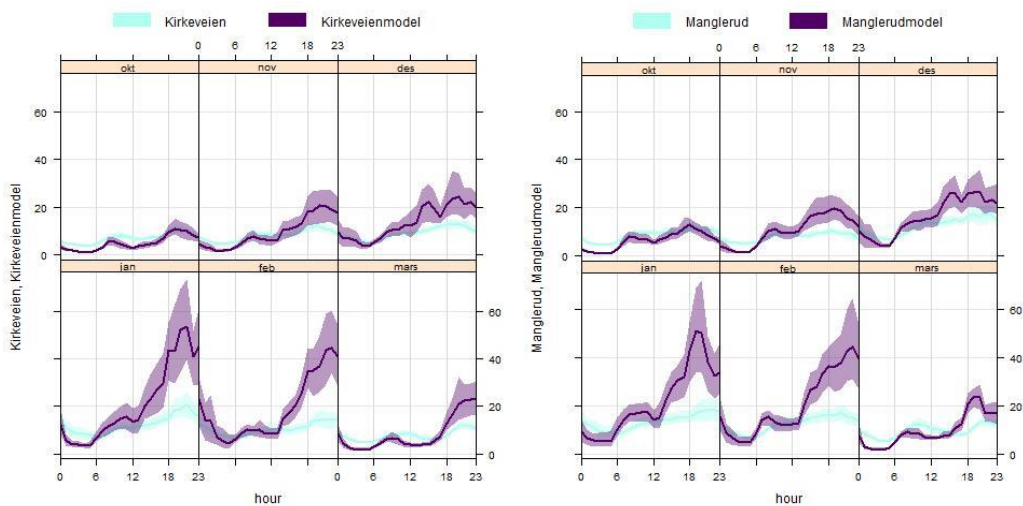 Kirkeveien Kirkeveienmodel
0 6 12 18 23
okt nov des
60
40
20
0
jan feb mars
60
40
20
0
0 6 12 18 23 0 6 12 18 23
hour
Kirkeveien, Kirkeveienmodel
Manglerud Manglerudmodel
0 6 12 18 23
okt nov des
60
40
20
0
jan feb mars
60
40
20
0
0 6 12 18 23 0 6 12 18 23
hour
Manglerud, Manglerudmodel